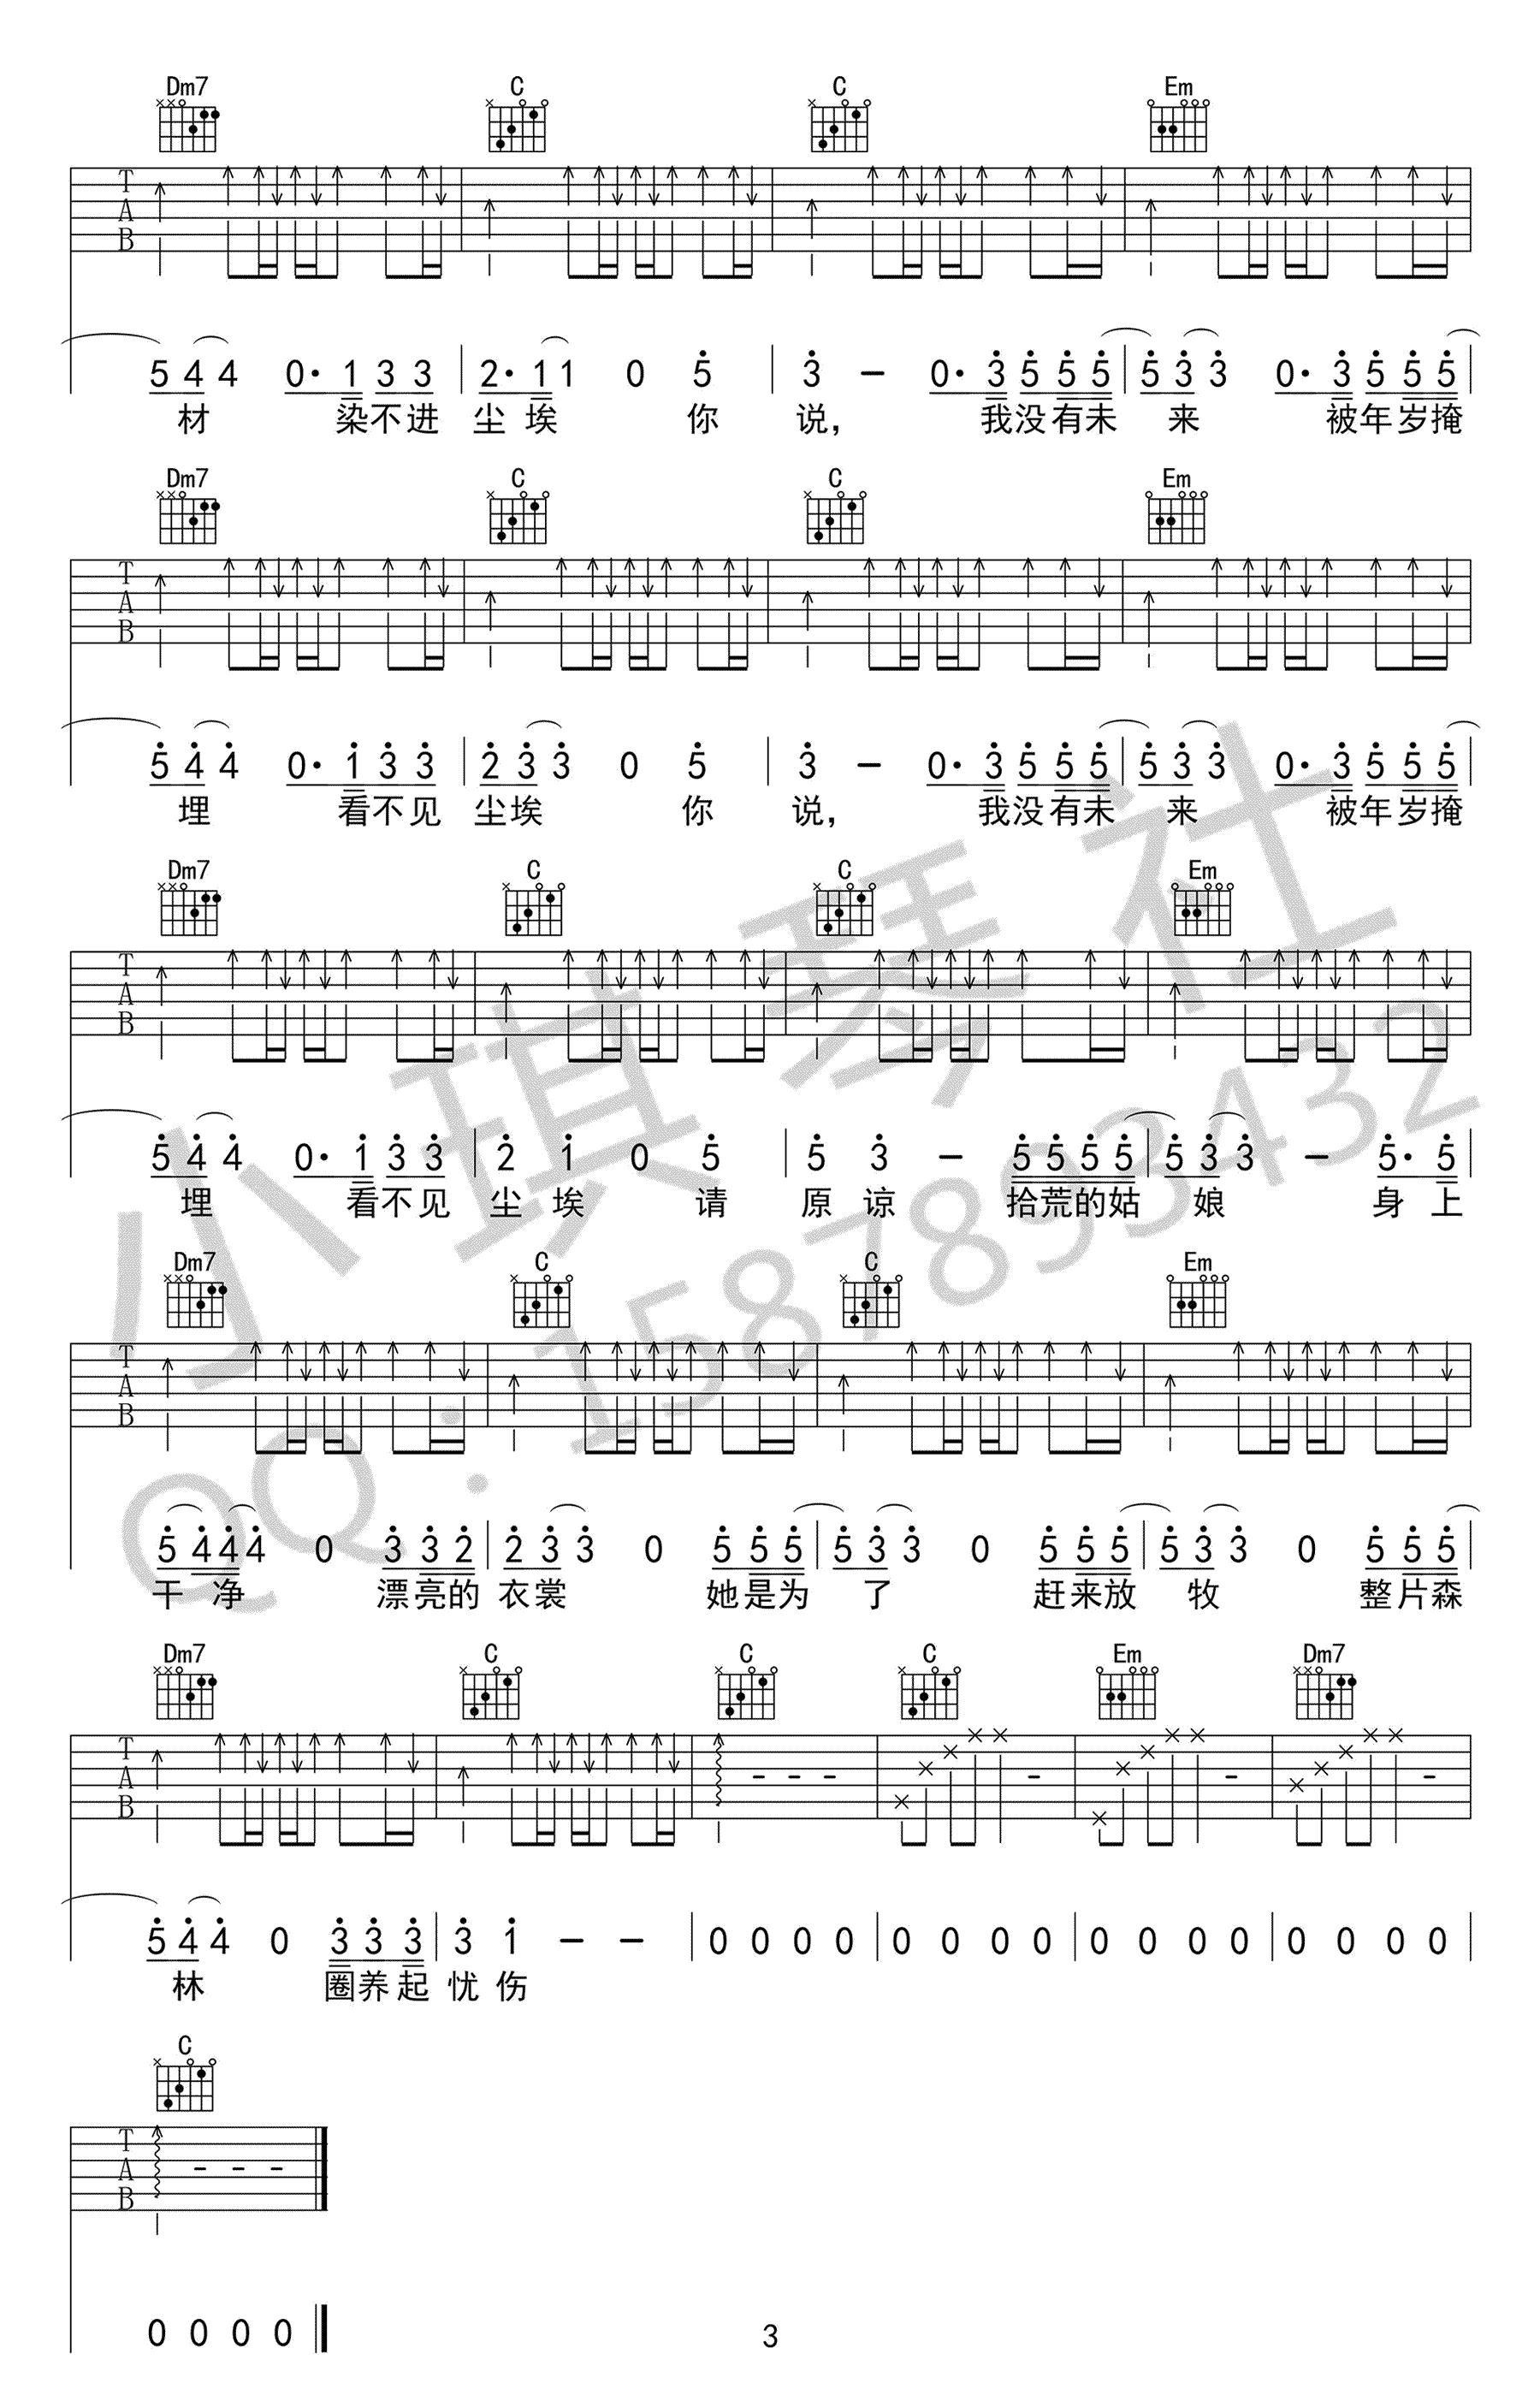 Dm7 C C Em
T
A
B
5 4 4 0· 1 3 3 2· 1 1 0 5 3 – 0· 3 5 5 5 5 3 3 0· 3 5 5 5
材 染不进 尘埃 你 说, 我没有未 来 被年岁掩
Dm7 C C Em
T
A
B
5 4 4 0· 1 3 3 2 3 3 0 5 3 – 0· 3 5 5 5 5 3 3 0· 3 5 5 5
埋 看不见 尘埃 你 说, 我没有未 来 被年岁掩
Dm7 C C Em
T
A
B
5 4 4 0· 1 3 3 2 1 0 5 5 3 – 5 5 5 5 5 3 3 – 5· 5
埋 看不见 尘埃 请 原谅 拾荒的姑 娘 身上
Dm7 C C Em
T
A
B
5 4 4 4 0 3 3 2 2 3 3 0 5 5 5 5 3 3 0 5 5 5 5 3 3 0 5 5 5
干净 漂亮的 衣裳 她是为 了 赶来放 牧 整片森
Dm7 C C C Em Dm7
T
A
B
5 4 4 0 3 3 3 3 1 – – 0 0 0 0 0 0 0 0 0 0 0 0 0 0 0 0
林 圈养起 忧伤
C
T
A
B
0 0 0 0
3
小琪琴社
QQ:1587893432